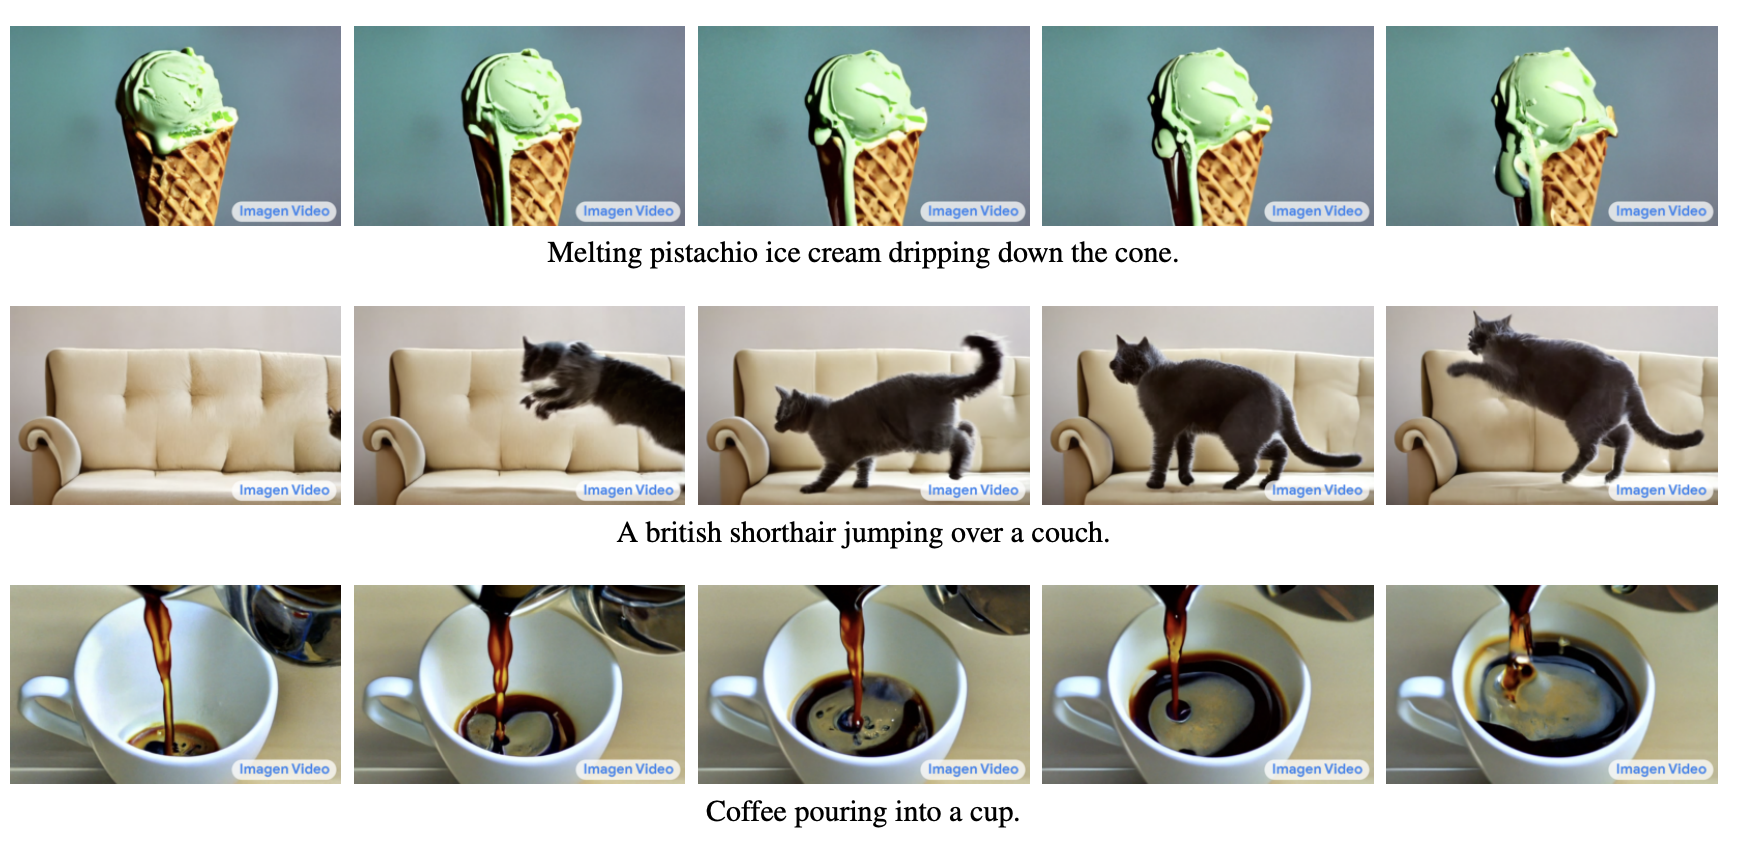 Imagen Video Imagen Video Imagen Video Imagen Video Imagen Video
Melting pistachio ice cream dripping down the cone.
Imagen Video Imagen Video Imagen Video Imagen Video Imagen Video
A british shorthair jumping over a couch.
Imagen Video Imagen Video Imagen Video Imagen Video Imagen Video
Coffee pouring into a cup.